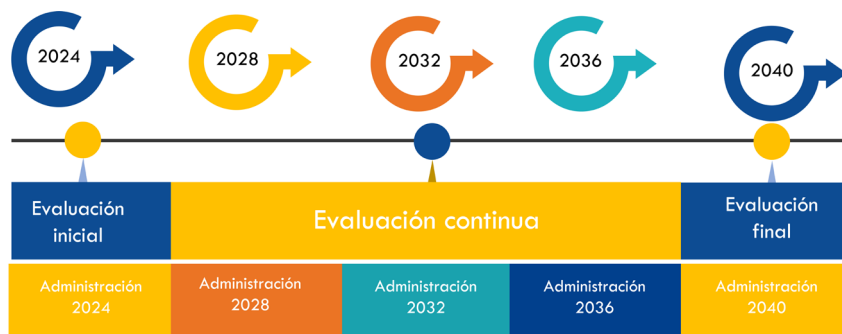 2024
2028
2032
2036
2040
Evaluación
inicial
Evaluación continua
Evaluación
final
Administración
2024
Administración
2028
Administración
2032
Administración
2036
Administración
2040